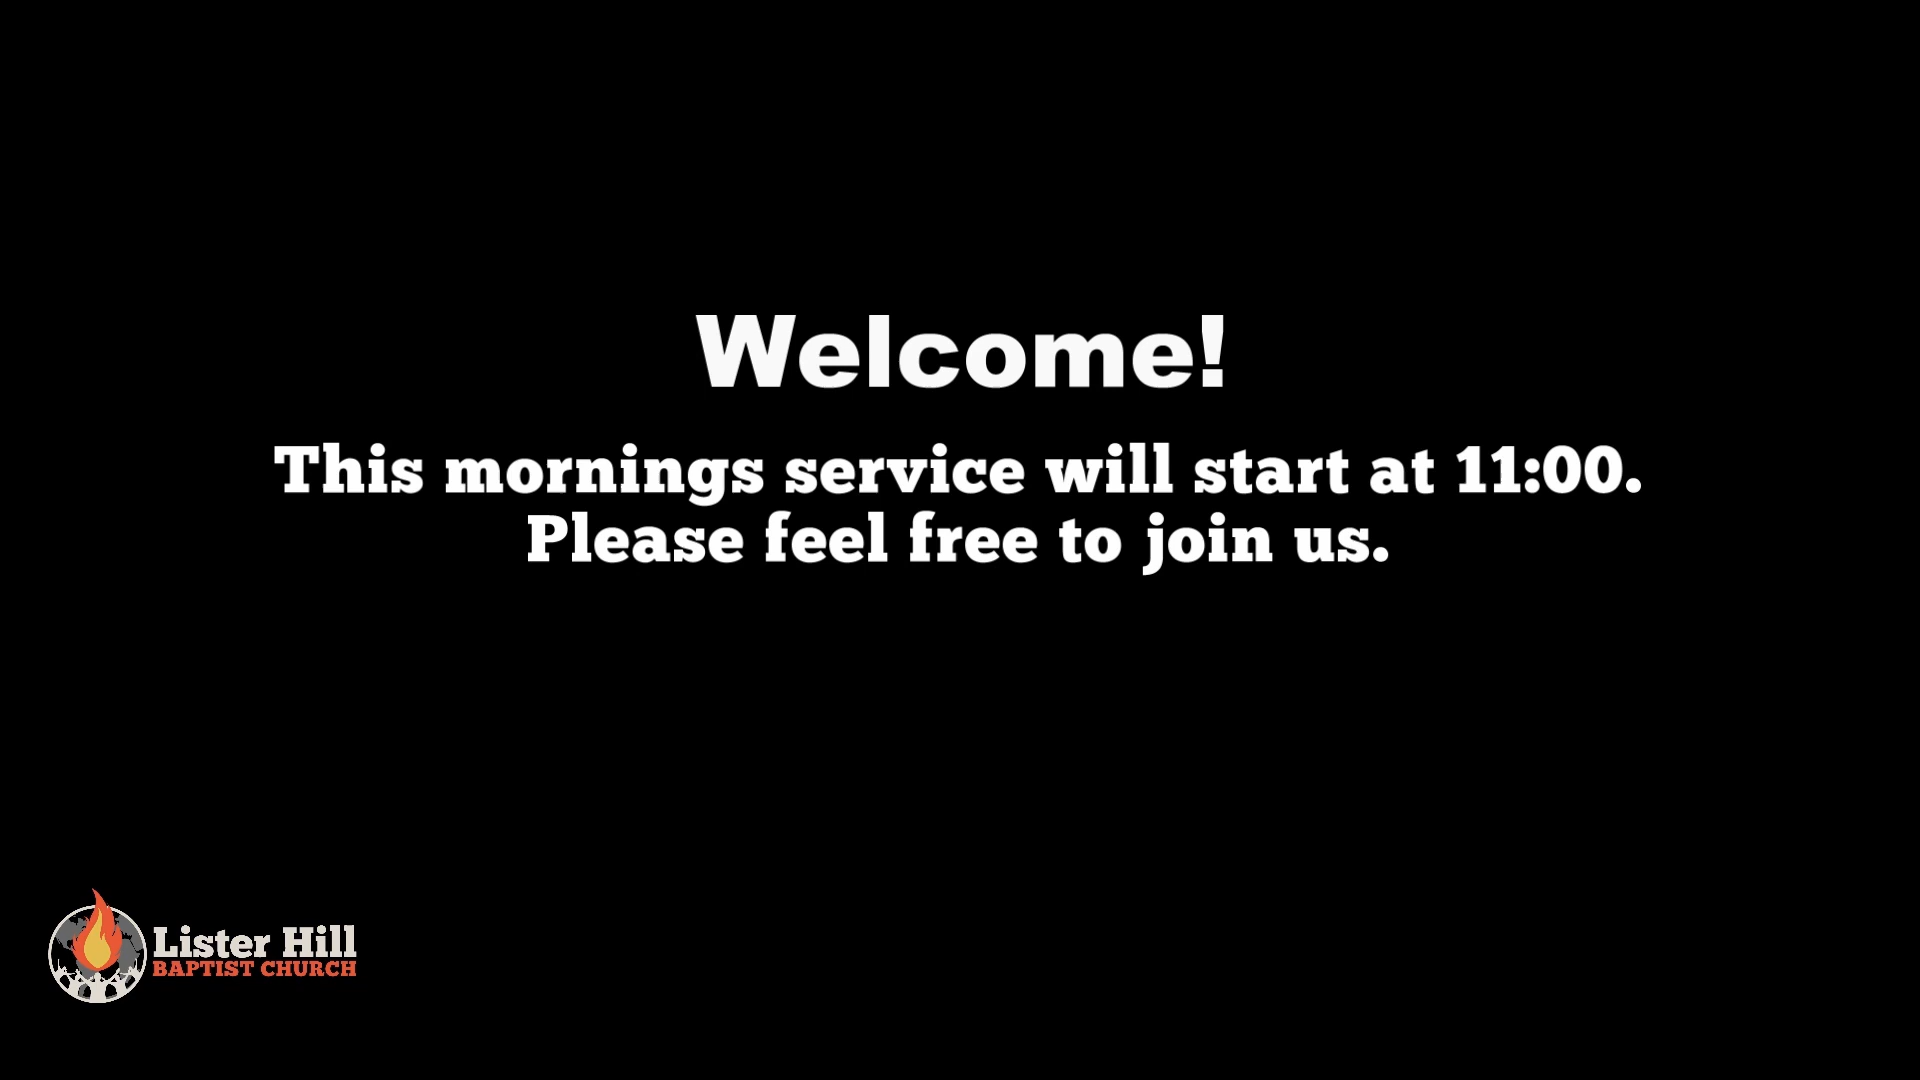 Welcome!
This mornings service will start at 11:00.
Please feel free to join us.
Lister Hill
BAPTIST CHURCH